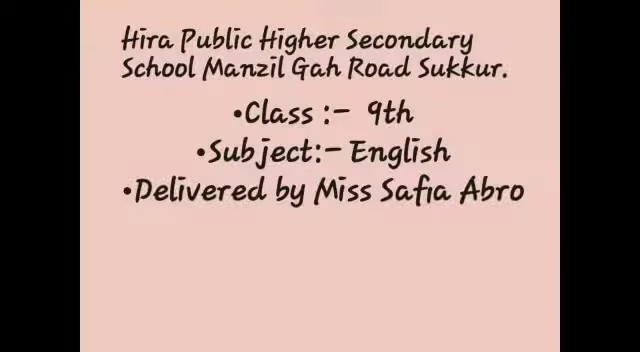 Hira Public Higher Secondary
School Manzil Gah Road Sukkur.
•Class :- 9th
•Subject:- English
•Delivered by Miss Safia Abro